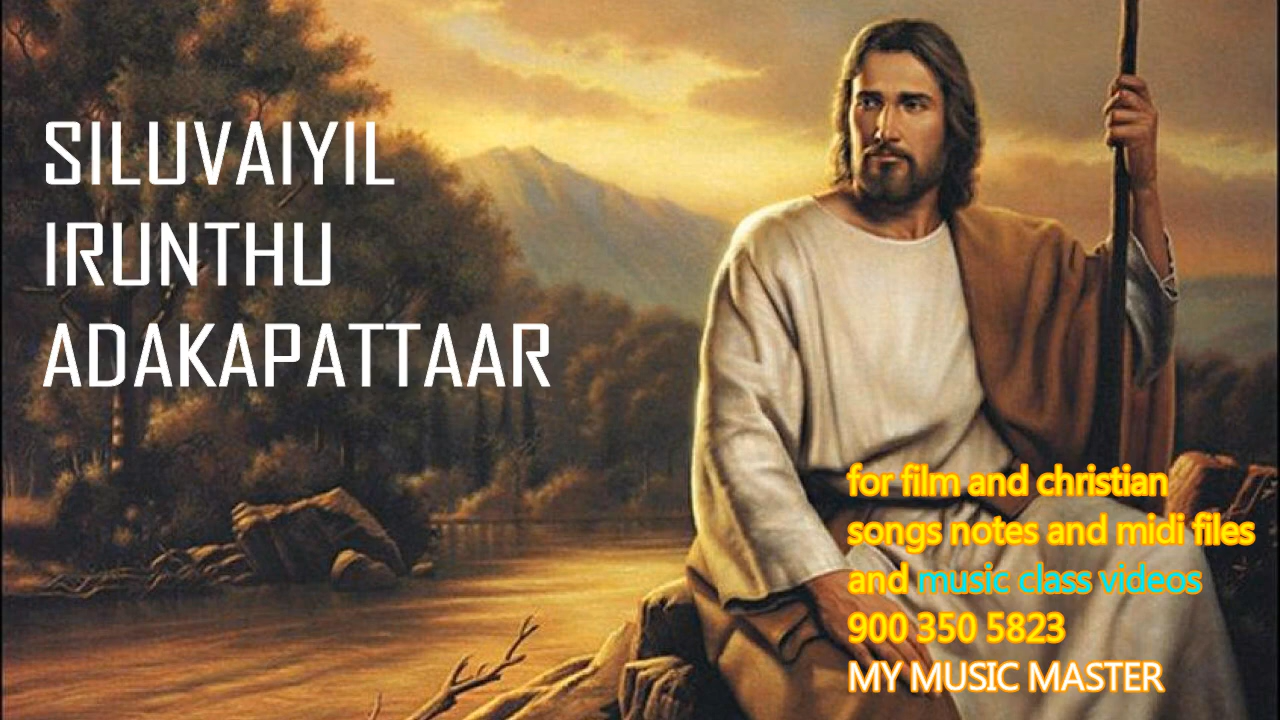 SILUVAIYIL
IRUNTHU
ADAKAPATTAAR
for film and christian
songs notes and midi files
and music class videos
900 350 5823
MY MUSIC MASTER